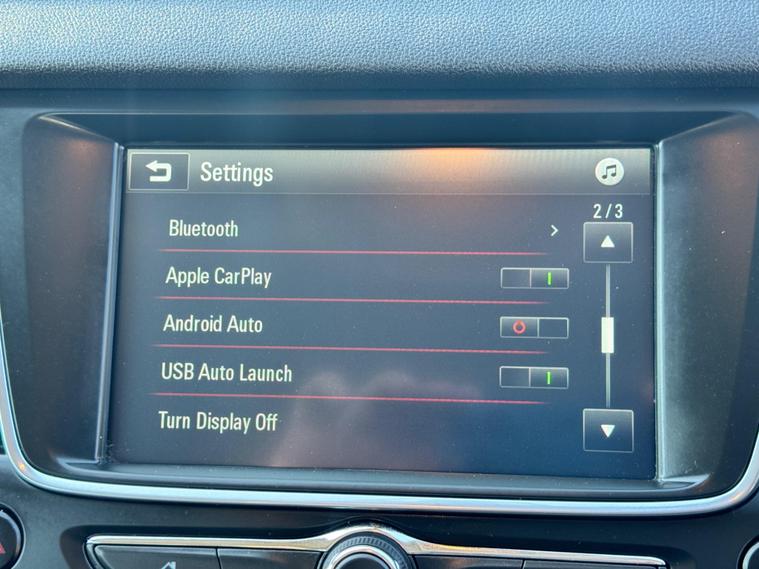 Settings
2 / 3
Bluetooth
Apple CarPlay
Android Auto
USB Auto Launch
Turn Display Off